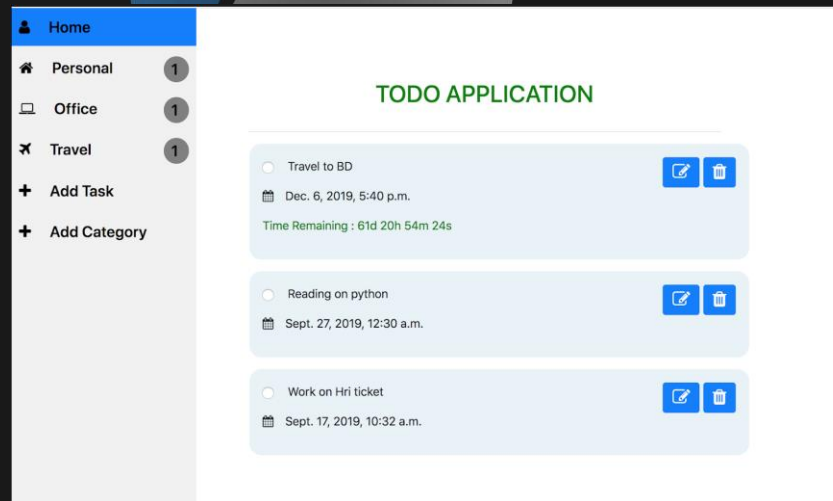 Home
Personal 1
Office 1
Travel 1
Add Task
Add Category
TODO APPLICATION
Travel to BD
Dec. 6, 2019, 5:40 p.m.
Time Remaining : 61d 20h 54m 24s
Reading on python
Sept. 27, 2019, 12:30 a.m.
Work on Hri ticket
Sept. 17, 2019, 10:32 a.m.